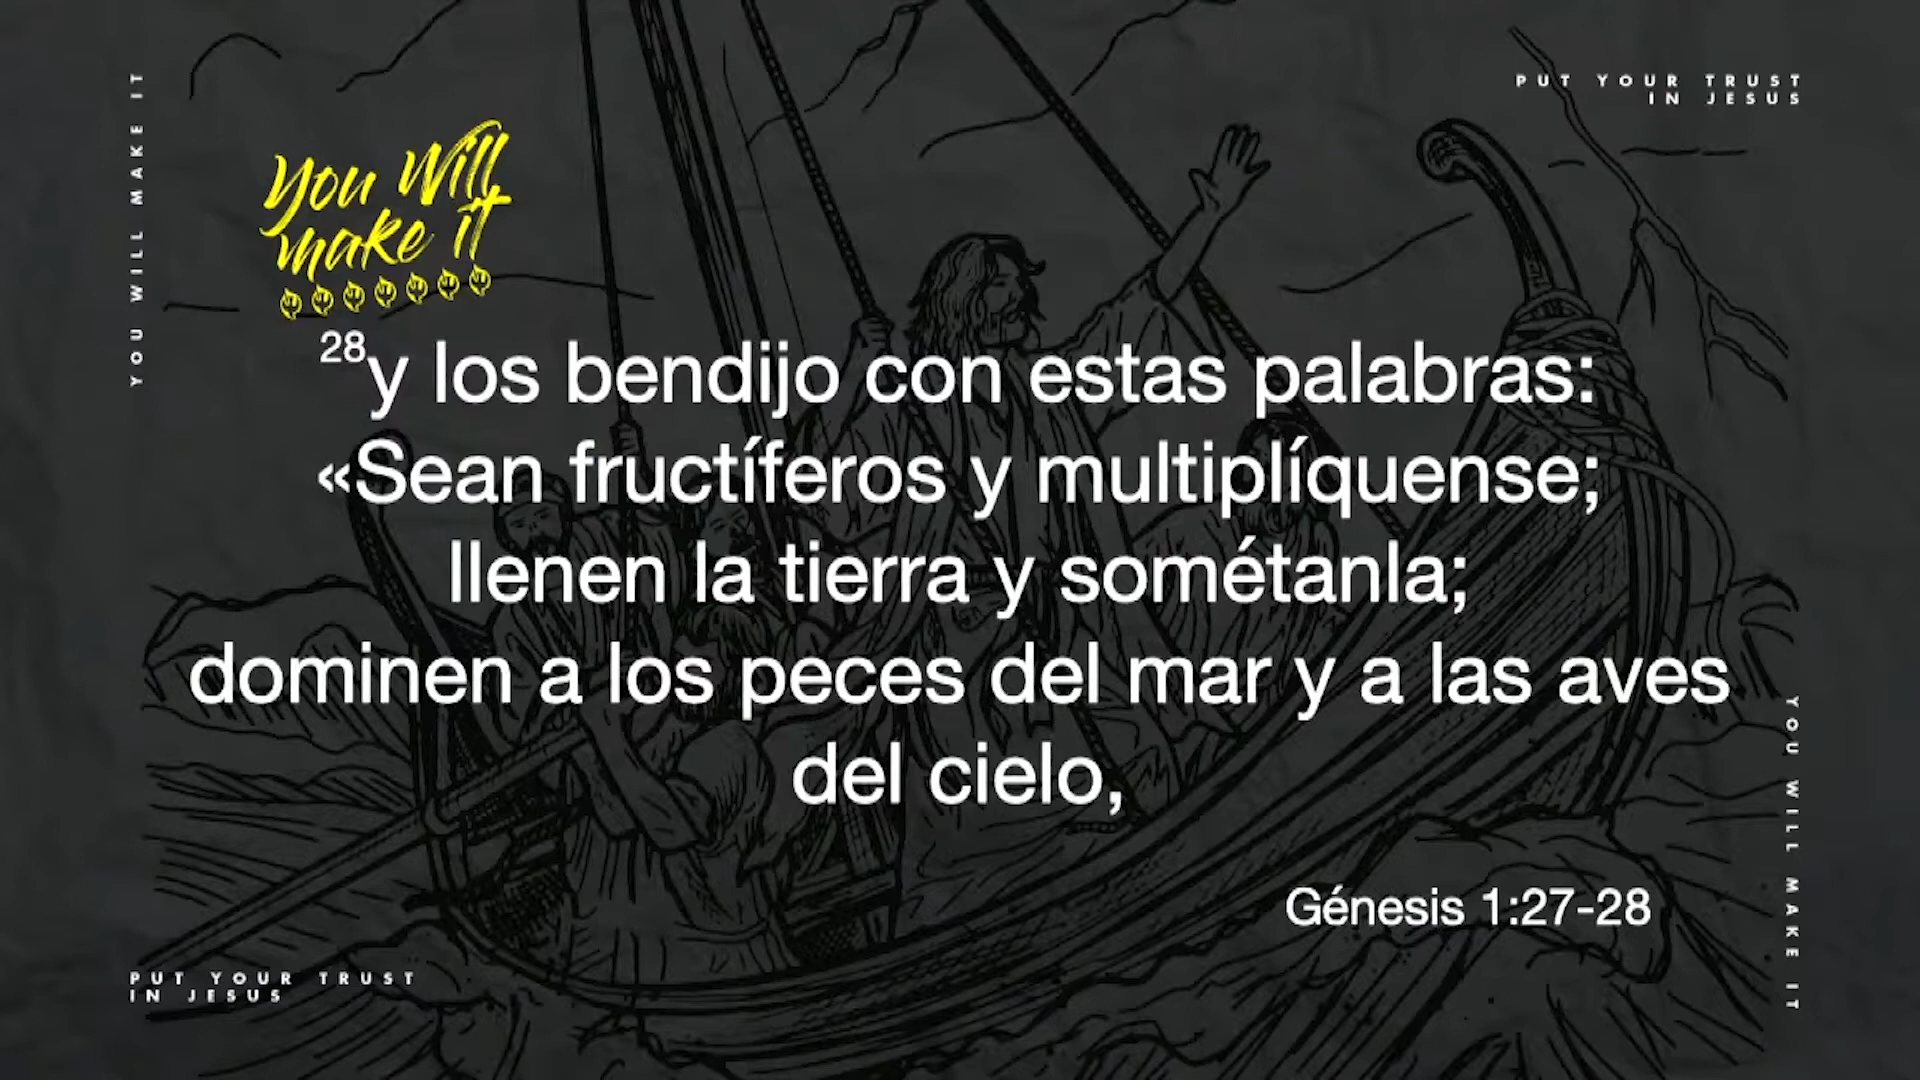 YOU WILL MAKE IT
PUT YOUR TRUST
IN JESUS
You Will
make it
28y los bendijo con estas palabras:
«Sean fructíferos y multiplíquense;
llenen la tierra y sométanla;
dominen a los peces del mar y a las aves
del cielo,
Génesis 1:27-28
YOU WILL MAKE IT
PUT YOUR TRUST
IN JESUS